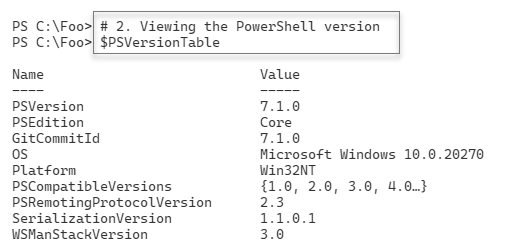 PS C:\Foo> # 2. Viewing the PowerShell version
PS C:\Foo> $PSVersionTable
Name Value
---- -----
PSVersion 7.1.0
PSEdition Core
GitCommitId 7.1.0
OS Microsoft Windows 10.0.20270
Platform Win32NT
PSCompatibleVersions {1.0, 2.0, 3.0, 4.0…}
PSRemotingProtocolVersion 2.3
SerializationVersion 1.1.0.1
WSManStackVersion 3.0